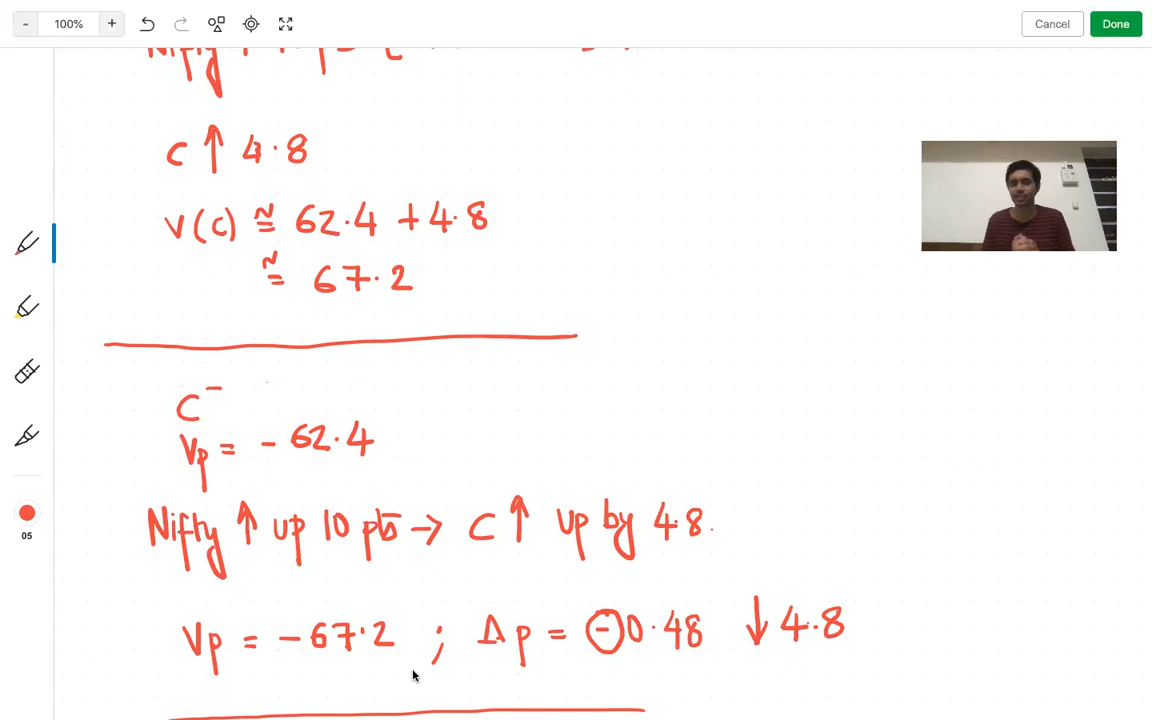 - 100% + Cancel Done
C ↑ 4.8
V(C) ≅ 62.4 + 4.8
≅ 67.2
C⁻
Vp = - 62.4
Nifty ↑ up 10 pts → C ↑ up by 4.8.
05
Vp = - 67.2 ; Δp = -0.48 ↓ 4.8